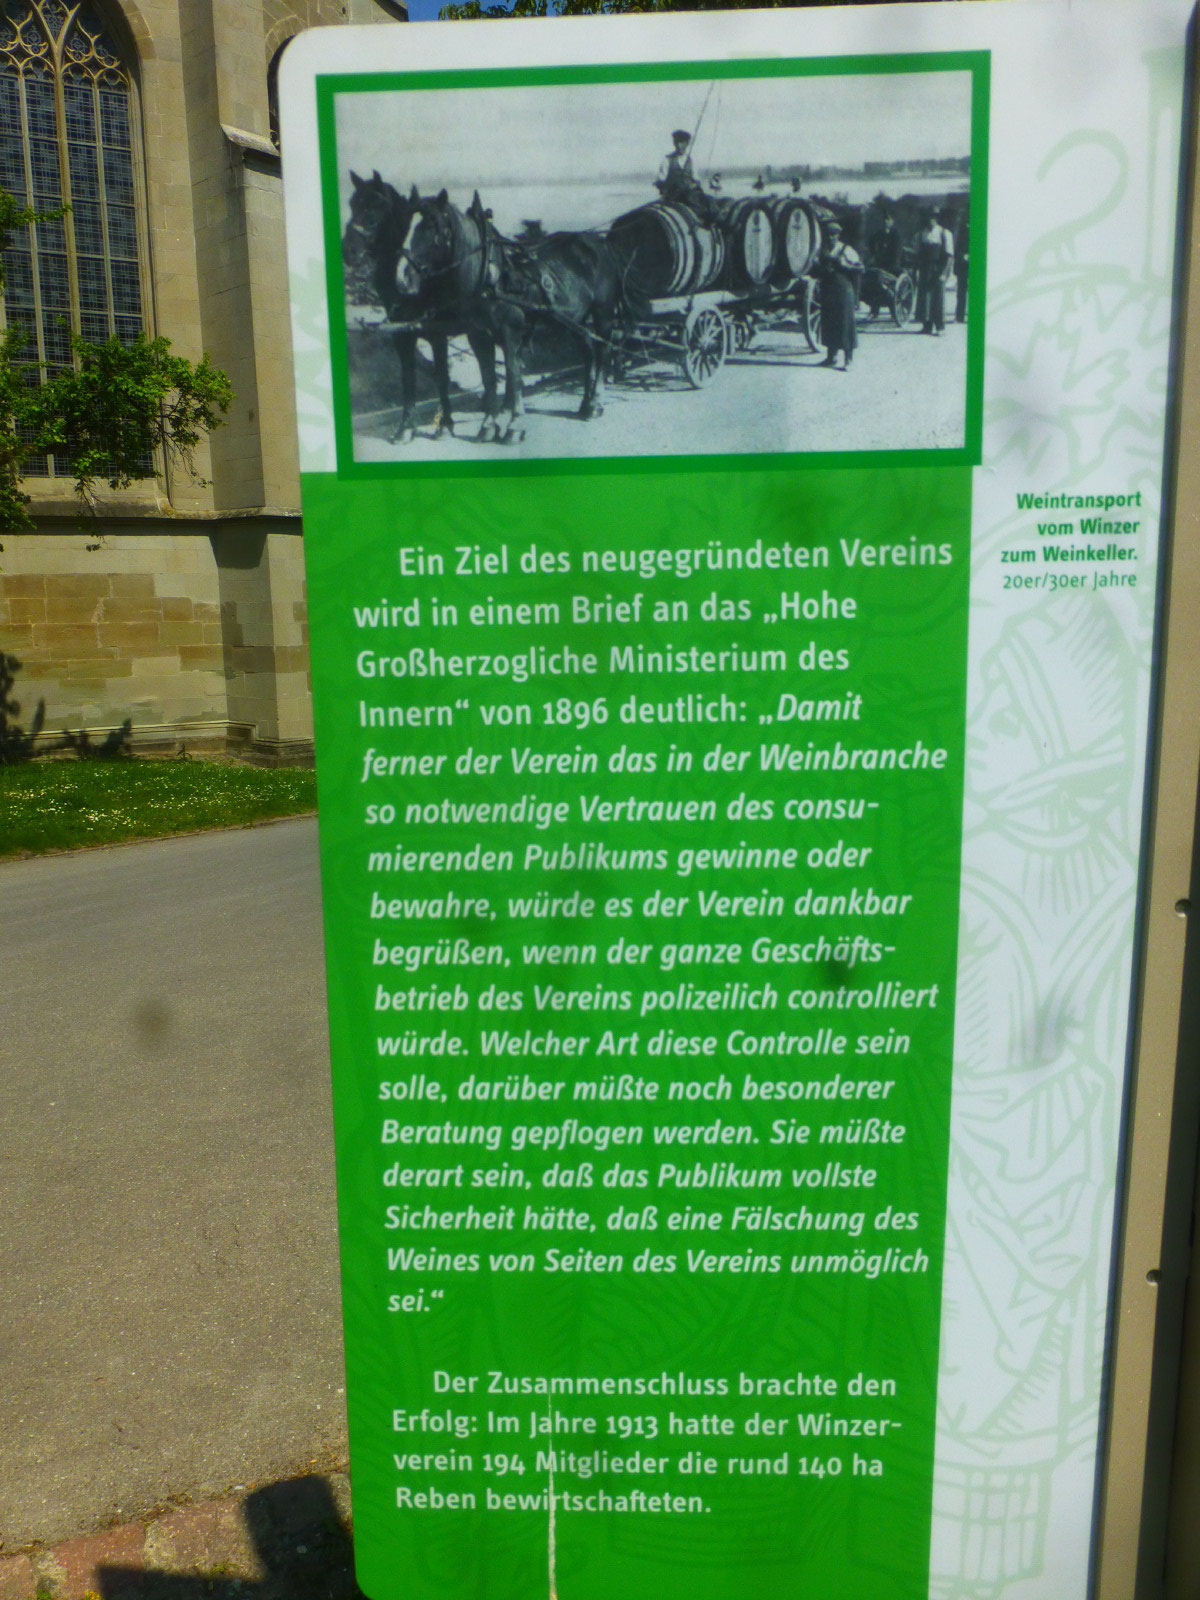 Weintransport
vom Winzer
zum Weinkeller.
20er/30er Jahre
Ein Ziel des neugegründeten Vereins
wird in einem Brief an das „Hohe
Großherzogliche Ministerium des
Innern“ von 1896 deutlich: „Damit
ferner der Verein das in der Weinbranche
so notwendige Vertrauen des consu-
mierenden Publikums gewinne oder
bewahre, würde es der Verein dankbar
begrüßen, wenn der ganze Geschäfts-
betrieb des Vereins polizeilich controlliert
würde. Welcher Art diese Controlle sein
solle, darüber müßte noch besonderer
Beratung gepflogen werden. Sie müßte
derart sein, daß das Publikum vollste
Sicherheit hätte, daß eine Fälschung des
Weines von Seiten des Vereins unmöglich
sei.“
Der Zusammenschluss brachte den
Erfolg: Im Jahre 1913 hatte der Winzer-
verein 194 Mitglieder die rund 140 ha
Reben bewirtschafteten.